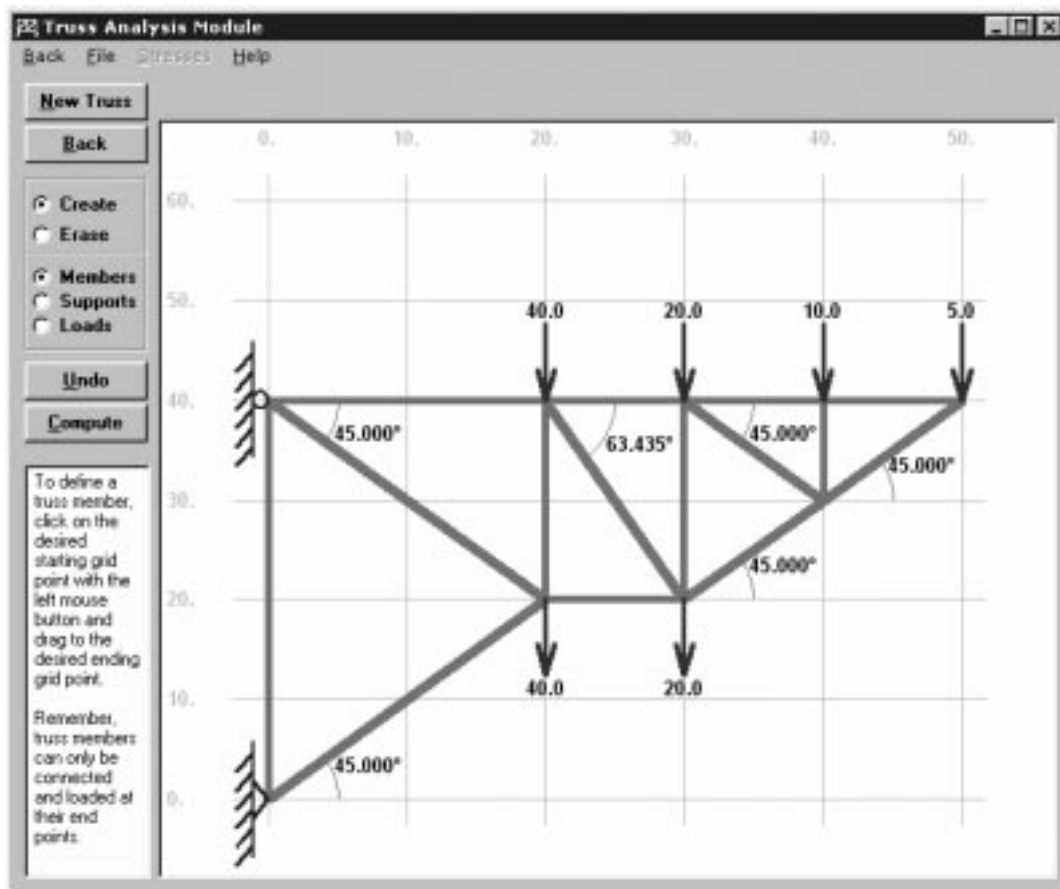 Truss Analysis Module
Back File Stresses Help
New Truss
Back
Create
Erase
Members
Supports
Loads
Undo
Compute
To define a
truss member,
click on the
desired
starting grid
point with the
left mouse
button and
drag to the
desired ending
grid point.
Remember,
truss members
can only be
connected
and loaded at
their end
points.
0. 10. 20. 30. 40. 50.
60.
50.
40.0 20.0 10.0 5.0
40.
45.000° 63.435° 45.000° 45.000°
30.
45.000°
20.
40.0 20.0
10.
45.000°
0.